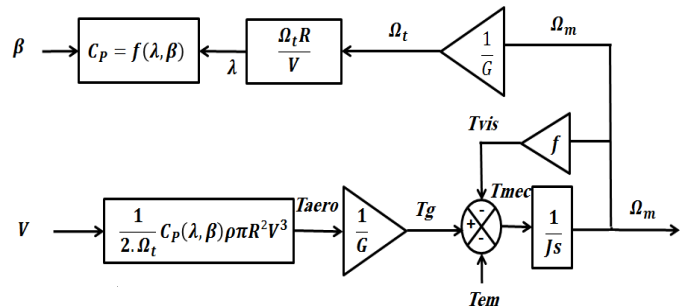 β
C_P = f(λ, β)
λ
Ω_t R / V
Ω_t
1/G
Ω_m
Tvis
f
V
1/(2.Ω_t) C_P(λ, β)ρπR²V³
Taero
1/G
Tg
+
-
-
Tmec
1/Js
Ω_m
Tem